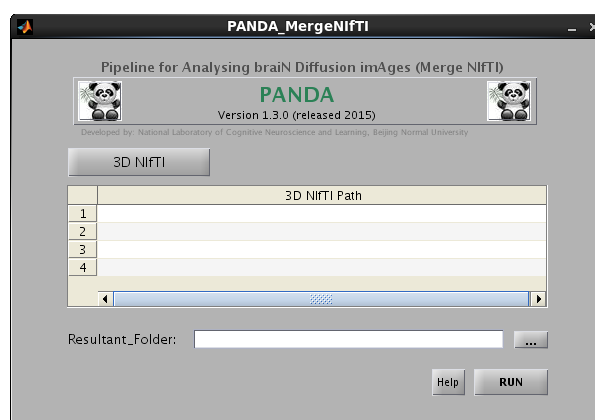 PANDA_MergeNIfTI
Pipeline for Analysing braiN Diffusion imAges (Merge NIfTI)
PANDA
Version 1.3.0 (released 2015)
Developed by: National Laboratory of Cognitive Neuroscience and Learning, Beijing Normal University
3D NIfTI
3D NIfTI Path
1
2
3
4
Resultant_Folder:
...
Help
RUN